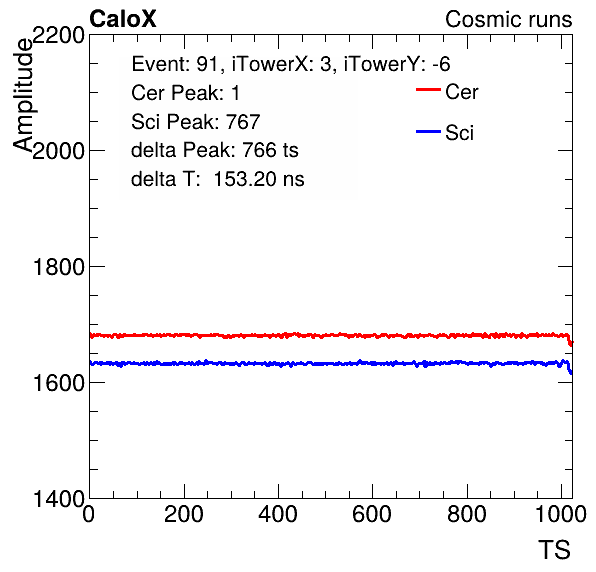 CaloX Cosmic runs
Amplitude
Event: 91, iTowerX: 3, iTowerY: -6
Cer Peak: 1
Sci Peak: 767
delta Peak: 766 ts
delta T: 153.20 ns
Cer
Sci
2200
2000
1800
1600
1400
0 200 400 600 800 1000
TS